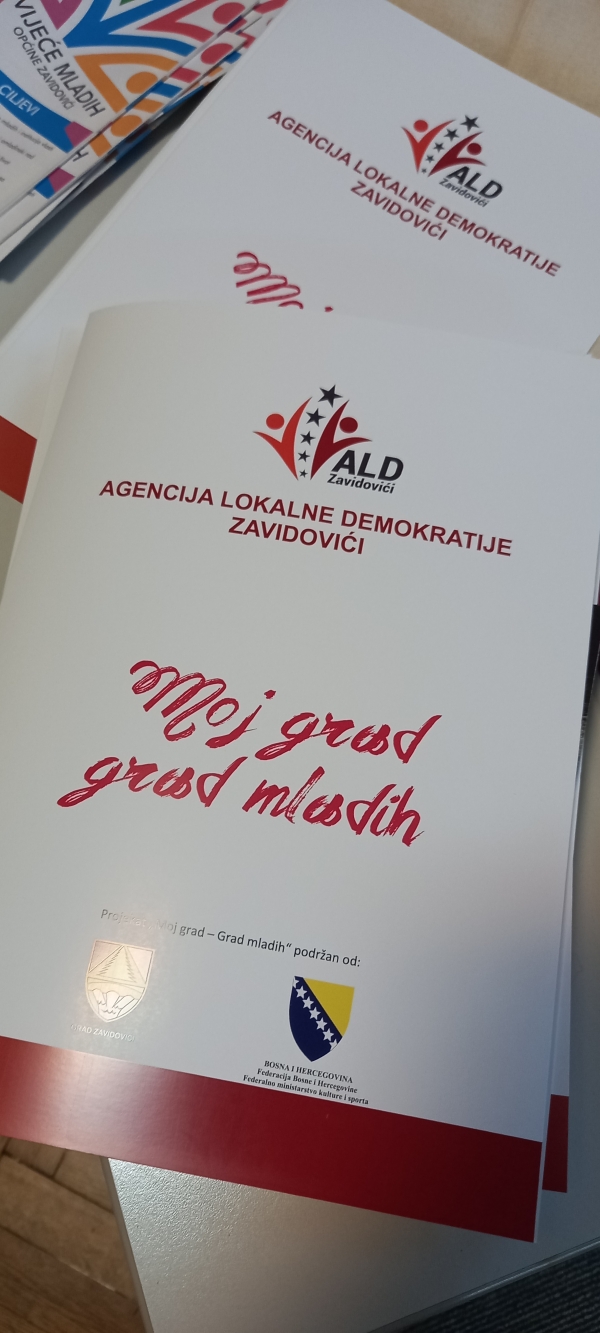 VIJEĆE MLADIH
OPĆINE ZAVIDOVIĆI
CILJEVI
ALD
Zavidovići
AGENCIJA LOKALNE DEMOKRATIJE
ZAVIDOVIĆI
ALD
Zavidovići
AGENCIJA LOKALNE DEMOKRATIJE
ZAVIDOVIĆI
Moj grad
grad mladih
Moj grad – Grad mladih“ podržan od:
GRAD ZAVIDOVIĆI
BOSNA I HERCEGOVINA
Federacija Bosne i Hercegovine
Federalno ministarstvo kulture i sporta